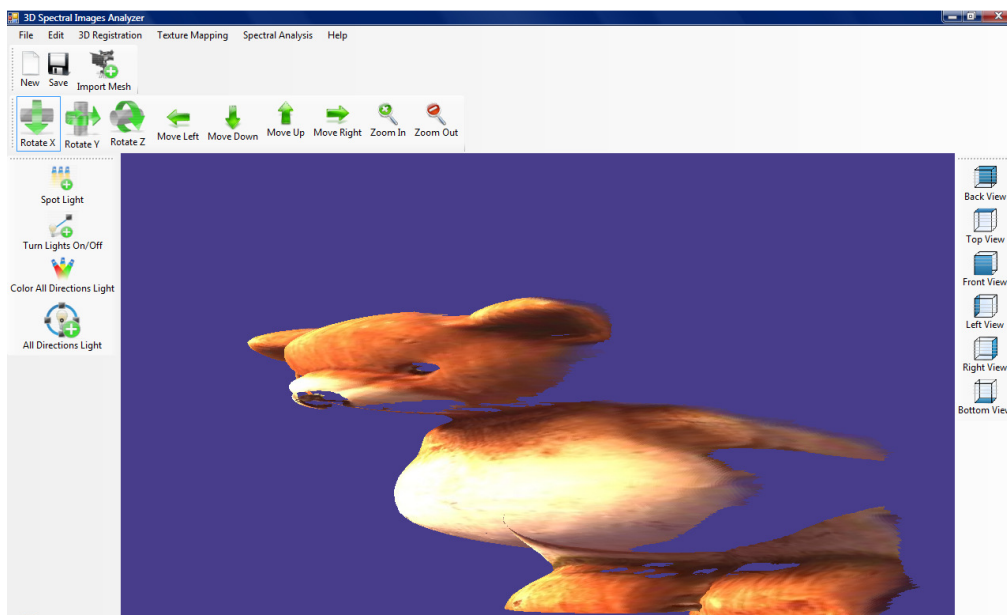 3D Spectral Images Analyzer
File Edit 3D Registration Texture Mapping Spectral Analysis Help
New Save Import Mesh
Rotate X Rotate Y Rotate Z Move Left Move Down Move Up Move Right Zoom In Zoom Out
Spot Light
Turn Lights On/Off
Color All Directions Light
All Directions Light
Back View
Top View
Front View
Left View
Right View
Bottom View